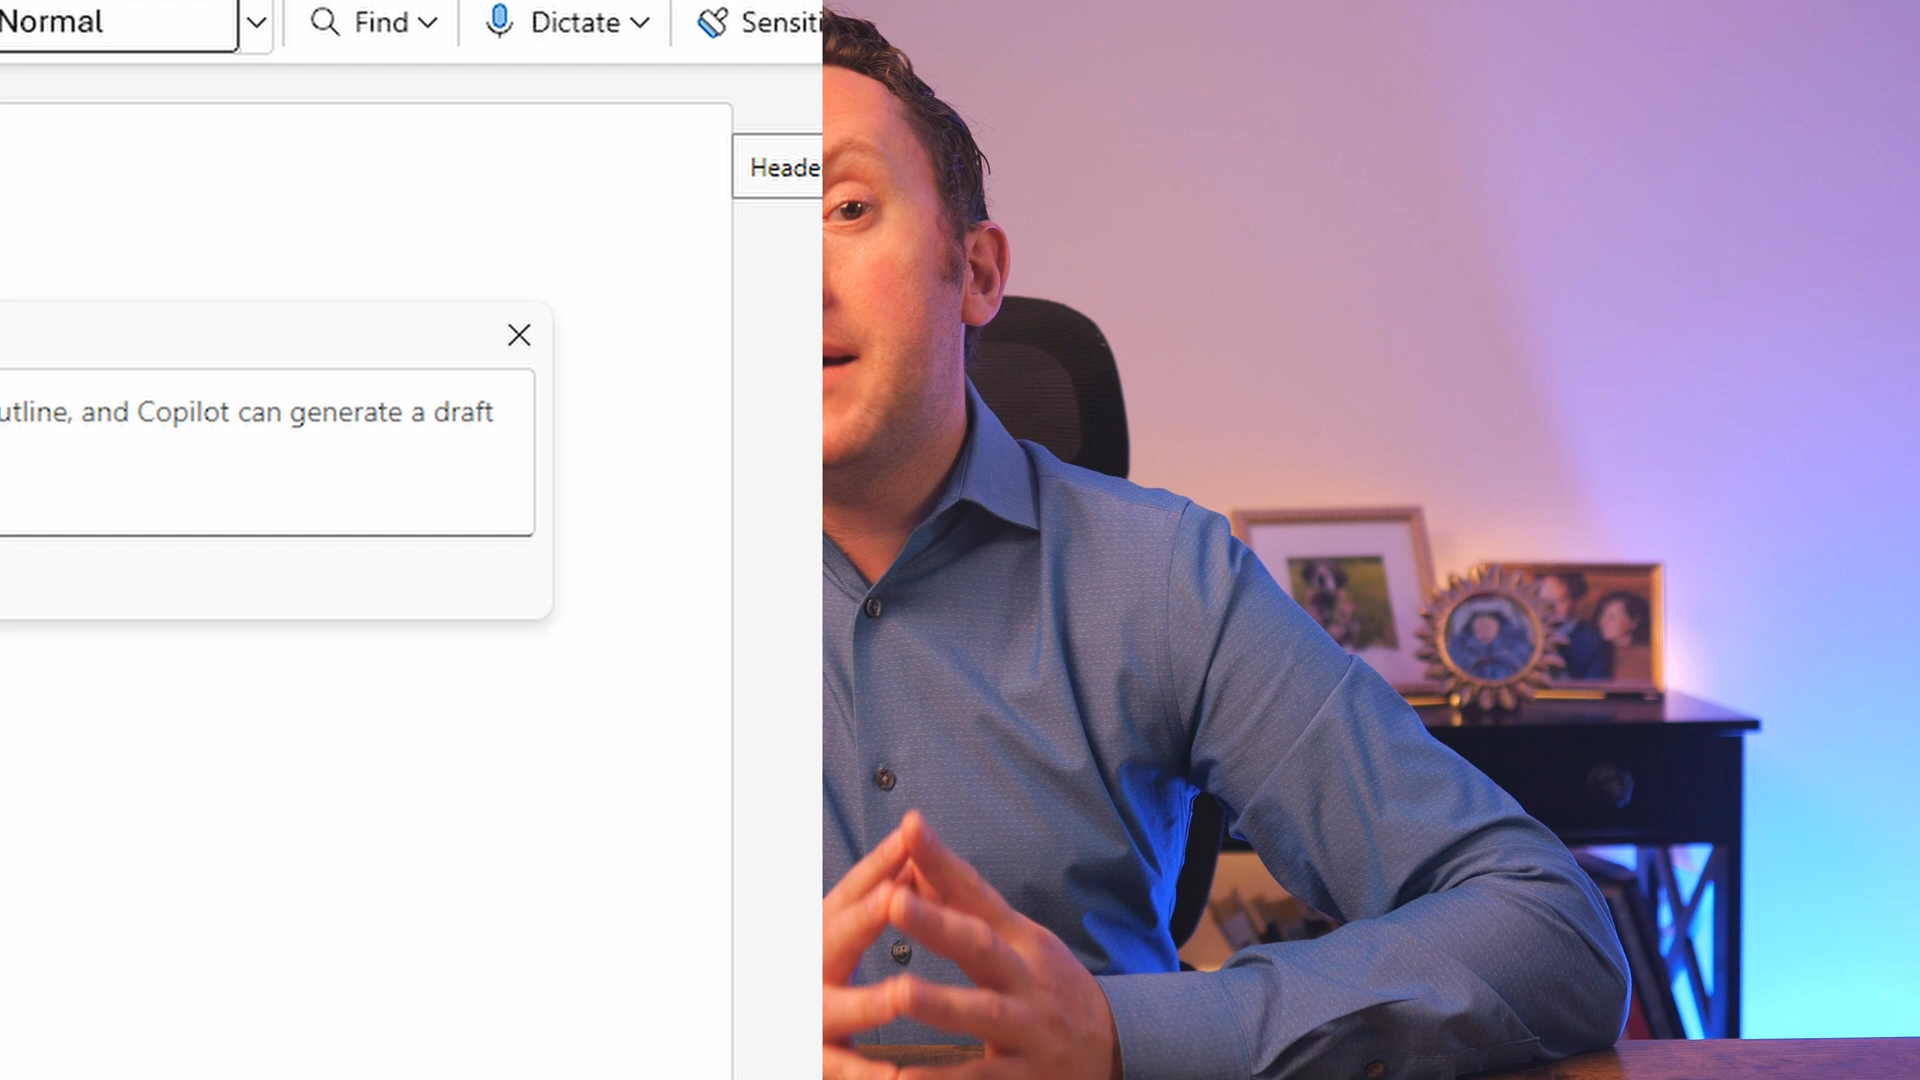 Normal
Find
Dictate
Sensiti
Heade
utline, and Copilot can generate a draft